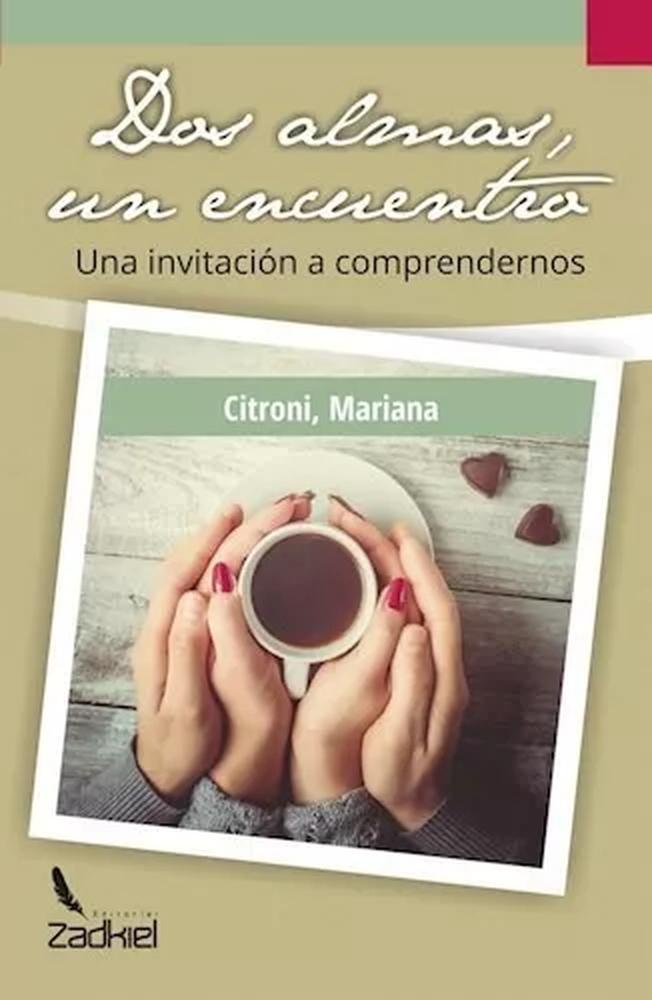 Dos almas,
un encuentro
Una invitación a comprendernos
Citroni, Mariana
Editorial
Zadkiel